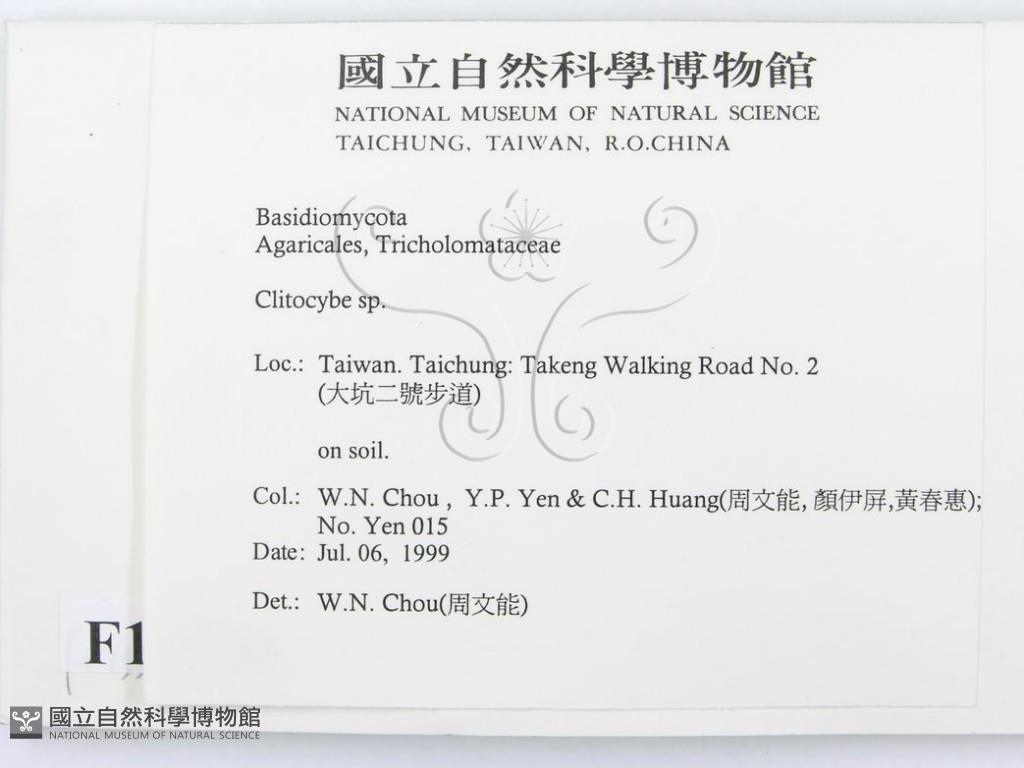 國立自然科學博物館
NATIONAL MUSEUM OF NATURAL SCIENCE
TAICHUNG, TAIWAN, R.O.CHINA
Basidiomycota
Agaricales, Tricholomataceae
Clitocybe sp.
Loc.: Taiwan. Taichung: Takeng Walking Road No. 2
(大坑二號步道)
on soil.
Col.: W.N. Chou , Y.P. Yen & C.H. Huang(周文能, 顏伊屏,黃春惠);
No. Yen 015
Date: Jul. 06, 1999
Det.: W.N. Chou(周文能)
F1
國立自然科學博物館
NATIONAL MUSEUM OF NATURAL SCIENCE